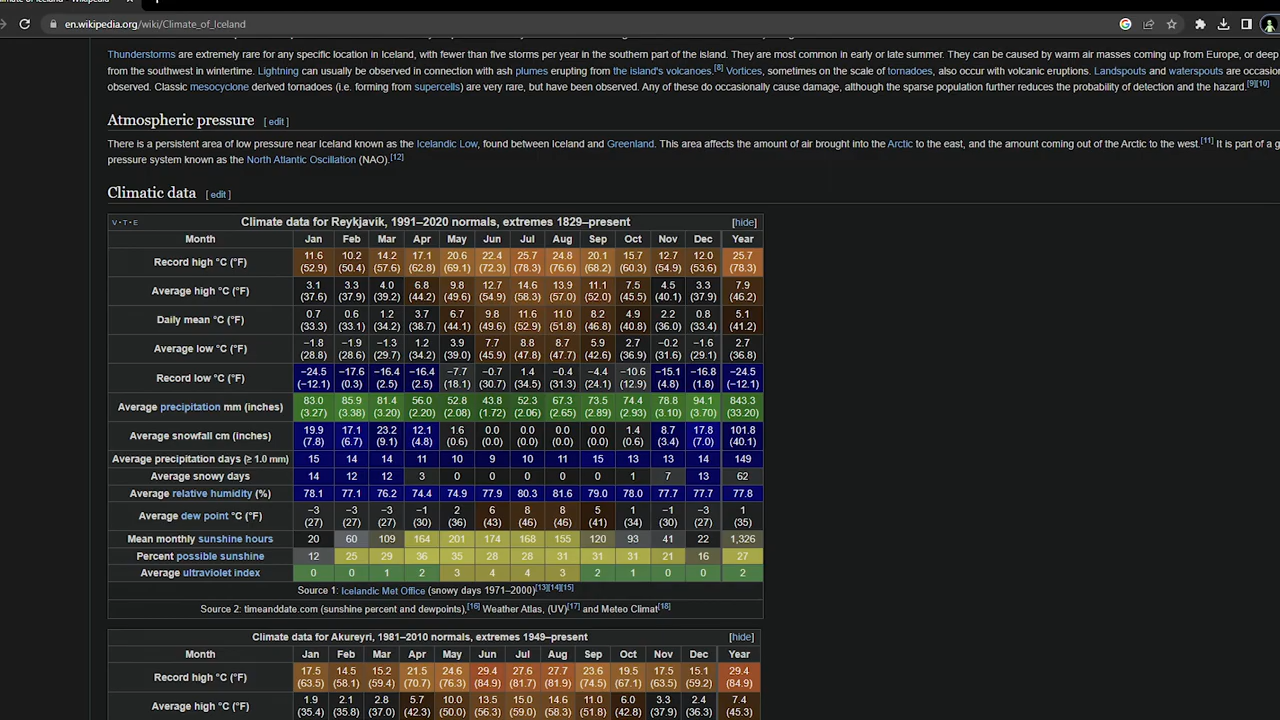 en.wikipedia.org/wiki/Climate_of_Iceland
Thunderstorms are extremely rare for any specific location in Iceland, with fewer than five storms per year in the southern part of the island. They are most common in early or late summer. They can be caused by warm air masses coming up from Europe, or deep
from the southwest in wintertime. Lightning can usually be observed in connection with ash plumes erupting from the island's volcanoes.[8] Vortices, sometimes on the scale of tornadoes, also occur with volcanic eruptions. Landspouts and waterspouts are occasion
observed. Classic mesocyclone derived tornadoes (i.e. forming from supercells) are very rare, but have been observed. Any of these do occasionally cause damage, although the sparse population further reduces the probability of detection and the hazard.[9][10]
Atmospheric pressure [ edit ]
There is a persistent area of low pressure near Iceland known as the Icelandic Low, found between Iceland and Greenland. This area affects the amount of air brought into the Arctic to the east, and the amount coming out of the Arctic to the west.[11] It is part of a g
pressure system known as the North Atlantic Oscillation (NAO).[12]
Climatic data [ edit ]
V·T·E Climate data for Reykjavik, 1991–2020 normals, extremes 1829–present [hide]
Month Jan Feb Mar Apr May Jun Jul Aug Sep Oct Nov Dec Year
Record high °C (°F) 11.6 10.2 14.2 17.1 20.6 22.4 25.7 24.8 20.1 15.7 12.7 12.0 25.7
(52.9) (50.4) (57.6) (62.8) (69.1) (72.3) (78.3) (76.6) (68.2) (60.3) (54.9) (53.6) (78.3)
Average high °C (°F) 3.1 3.3 4.0 6.8 9.8 12.7 14.6 13.9 11.1 7.5 4.5 3.3 7.9
(37.6) (37.9) (39.2) (44.2) (49.6) (54.9) (58.3) (57.0) (52.0) (45.5) (40.1) (37.9) (46.2)
Daily mean °C (°F) 0.7 0.6 1.2 3.7 6.7 9.8 11.6 11.0 8.2 4.9 2.2 0.8 5.1
(33.3) (33.1) (34.2) (38.7) (44.1) (49.6) (52.9) (51.8) (46.8) (40.8) (36.0) (33.4) (41.2)
Average low °C (°F) −1.8 −1.9 −1.3 1.2 3.9 7.7 8.8 8.7 5.9 2.7 −0.2 −1.6 2.7
(28.8) (28.6) (29.7) (34.2) (39.0) (45.9) (47.8) (47.7) (42.6) (36.9) (31.6) (29.1) (36.8)
Record low °C (°F) −24.5 −17.6 −16.4 −16.4 −7.7 −0.7 1.4 −0.4 −4.4 −10.6 −15.1 −16.8 −24.5
(−12.1) (0.3) (2.5) (2.5) (18.1) (30.7) (34.5) (31.3) (24.1) (12.9) (4.8) (1.8) (−12.1)
Average precipitation mm (inches) 83.0 85.9 81.4 56.0 52.8 43.8 52.3 67.3 73.5 74.4 78.8 94.1 843.3
(3.27) (3.38) (3.20) (2.20) (2.08) (1.72) (2.06) (2.65) (2.89) (2.93) (3.10) (3.70) (33.20)
Average snowfall cm (inches) 19.9 17.1 23.2 12.1 1.6 0.0 0.0 0.0 0.0 1.4 8.7 17.8 101.8
(7.8) (6.7) (9.1) (4.8) (0.6) (0.0) (0.0) (0.0) (0.0) (0.6) (3.4) (7.0) (40.1)
Average precipitation days (≥ 1.0 mm) 15 14 14 11 10 9 10 11 15 13 13 14 149
Average snowy days 14 12 12 3 0 0 0 0 0 1 7 13 62
Average relative humidity (%) 78.1 77.1 76.2 74.4 74.9 77.9 80.3 81.6 79.0 78.0 77.7 77.7 77.8
Average dew point °C (°F) −3 −3 −3 −1 2 6 8 8 5 1 −1 −3 1
(27) (27) (27) (30) (36) (43) (46) (46) (41) (34) (30) (27) (35)
Mean monthly sunshine hours 20 60 109 164 201 174 168 155 120 93 41 22 1,326
Percent possible sunshine 12 25 29 36 35 28 28 31 31 31 21 16 27
Average ultraviolet index 0 0 1 2 3 4 4 3 2 1 0 0 2
Source 1: Icelandic Met Office (snowy days 1971–2000)[13][14][15]
Source 2: timeanddate.com (sunshine percent and dewpoints),[16] Weather Atlas, (UV)[17] and Meteo Climat[18]
Climate data for Akureyri, 1981–2010 normals, extremes 1949–present [hide]
Month Jan Feb Mar Apr May Jun Jul Aug Sep Oct Nov Dec Year
Record high °C (°F) 17.5 14.5 15.2 21.5 24.6 29.4 27.6 27.7 23.6 19.5 17.5 15.1 29.4
(63.5) (58.1) (59.4) (70.7) (76.3) (84.9) (81.7) (81.9) (74.5) (67.1) (63.5) (59.2) (84.9)
Average high °C (°F) 1.9 2.1 2.8 5.7 10.0 13.5 15.0 14.6 11.0 6.0 3.3 2.4 7.4
(35.4) (35.8) (37.0) (42.3) (50.0) (56.3) (59.0) (58.3) (51.8) (42.8) (37.9) (36.3) (45.3)